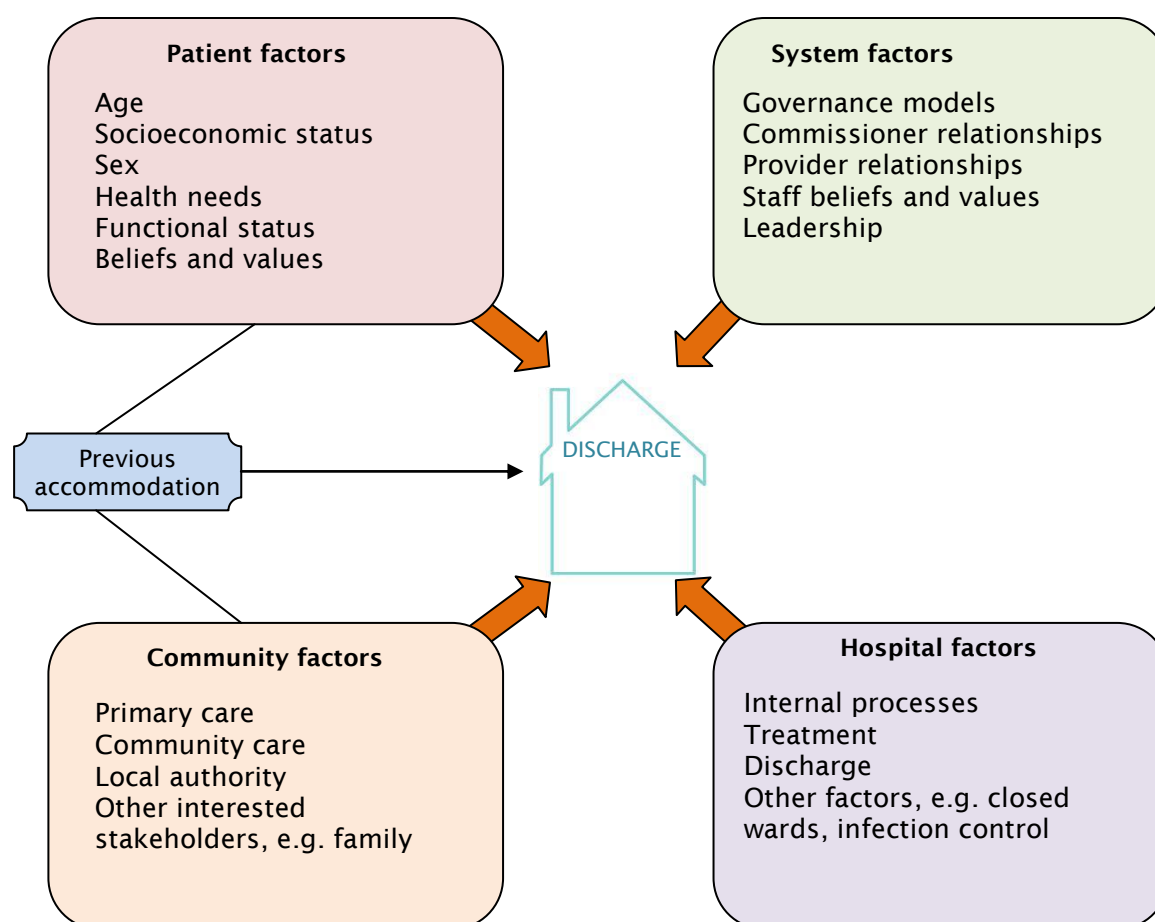 Patient factors
Age
Socioeconomic status
Sex
Health needs
Functional status
Beliefs and values
System factors
Governance models
Commissioner relationships
Provider relationships
Staff beliefs and values
Leadership
Previous
accommodation
DISCHARGE
Community factors
Primary care
Community care
Local authority
Other interested
stakeholders, e.g. family
Hospital factors
Internal processes
Treatment
Discharge
Other factors, e.g. closed
wards, infection control